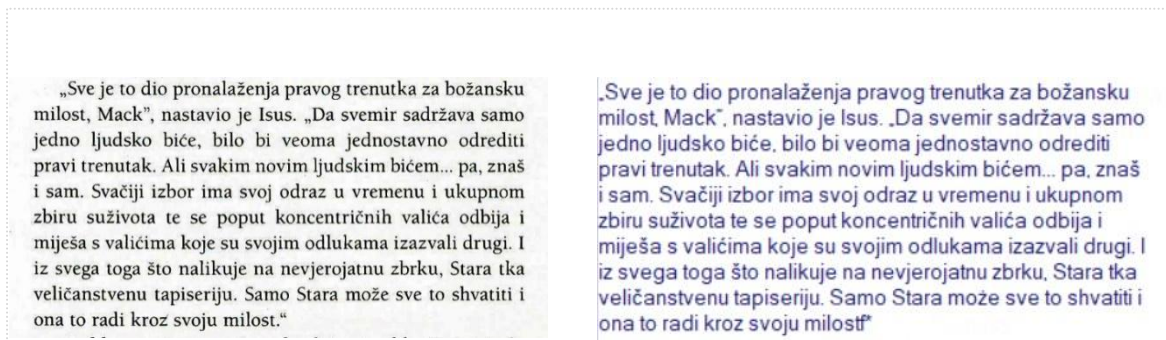 „Sve je to dio pronalaženja pravog trenutka za božansku
milost, Mack”, nastavio je Isus. „Da svemir sadržava samo
jedno ljudsko biće, bilo bi veoma jednostavno odrediti
pravi trenutak. Ali svakim novim ljudskim bićem... pa, znaš
i sam. Svačiji izbor ima svoj odraz u vremenu i ukupnom
zbiru suživota te se poput koncentričnih valića odbija i
miješa s valićima koje su svojim odlukama izazvali drugi. I
iz svega toga što nalikuje na nevjerojatnu zbrku, Stara tka
veličanstvenu tapiseriju. Samo Stara može sve to shvatiti i
ona to radi kroz svoju milost.“
„Sve je to dio pronalaženja pravog trenutka za božansku
milost, Mack”, nastavio je Isus. „Da svemir sadržava samo
jedno ljudsko biće, bilo bi veoma jednostavno odrediti
pravi trenutak. Ali svakim novim ljudskim bićem... pa, znaš
i sam. Svačiji izbor ima svoj odraz u vremenu i ukupnom
zbiru suživota te se poput koncentričnih valića odbija i
miješa s valićima koje su svojim odlukama izazvali drugi. I
iz svega toga što nalikuje na nevjerojatnu zbrku, Stara tka
veličanstvenu tapiseriju. Samo Stara može sve to shvatiti i
ona to radi kroz svoju milostf*